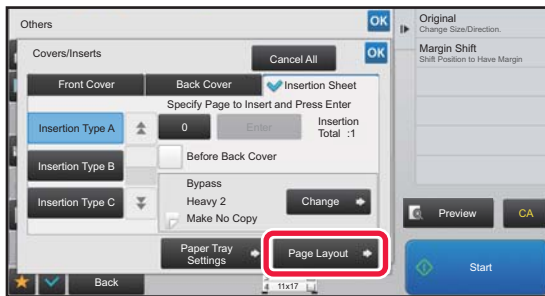 Others
OK
Covers/Inserts
Cancel All
OK
Front Cover
Back Cover
Insertion Sheet
Specify Page to Insert and Press Enter
Insertion Type A
0
Enter
Insertion
Total :1
Insertion Type B
Before Back Cover
Insertion Type C
Bypass
Heavy 2
Make No Copy
Change
Paper Tray
Settings
Page Layout
Back
4 11x17
Original
Change Size/Direction.
Margin Shift
Shift Position to Have Margin
Preview
CA
Start